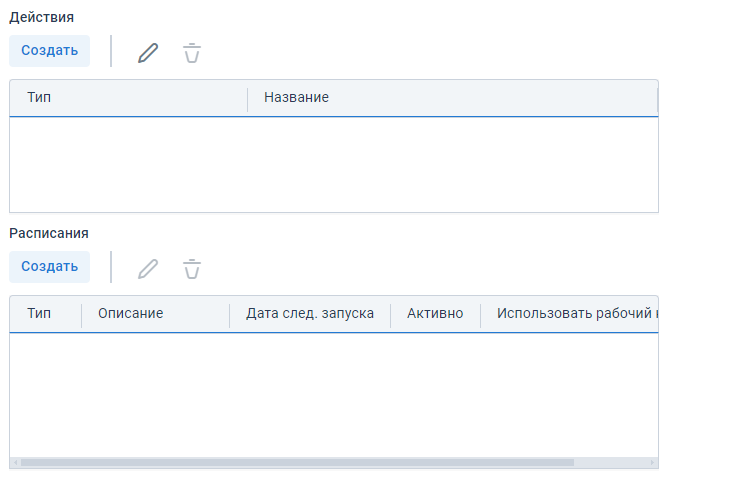 Действия
Создать
Тип Название
Расписания
Создать
Тип Описание Дата след. запуска Активно Использовать рабочий